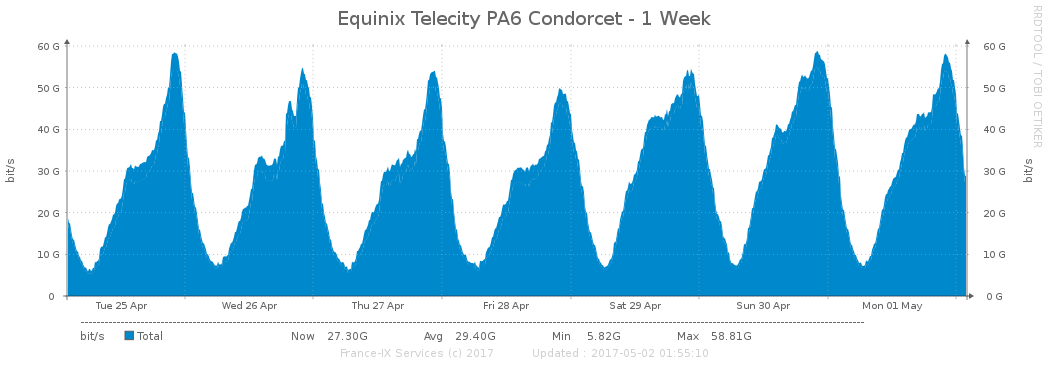 Equinix Telecity PA6 Condorcet - 1 Week
RRDTOOL / TOBI OETIKER
60 G 60 G
50 G 50 G
40 G 40 G
30 G 30 G
20 G 20 G
10 G 10 G
0 0 G
bit/s
bit/s
Tue 25 Apr Wed 26 Apr Thu 27 Apr Fri 28 Apr Sat 29 Apr Sun 30 Apr Mon 01 May
bit/s Total Now 27.30G Avg 29.40G Min 5.82G Max 58.81G
France-IX Services (c) 2017 Updated : 2017-05-02 01:55:10